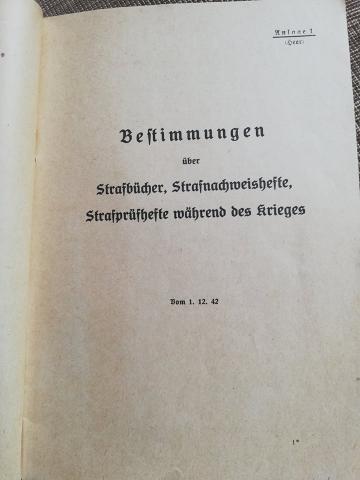 Anlage 1
(Heer)
Bestimmungen
über
Strafbücher, Strafnachweishefte,
Strafprüfhefte während des Krieges
Vom 1. 12. 42
1*